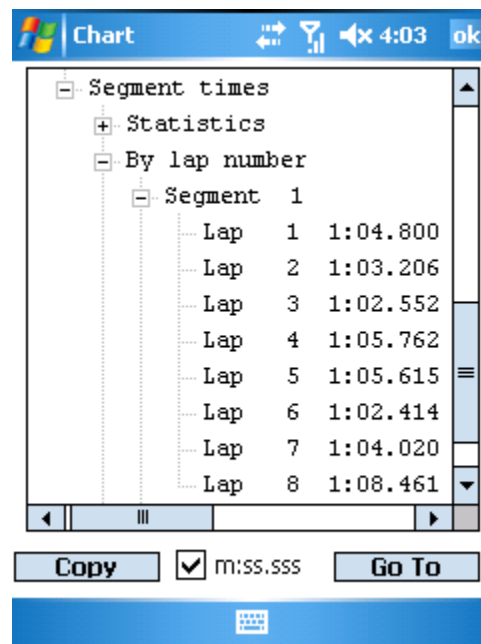 Chart 4:03 ok
Segment times
Statistics
By lap number
Segment 1
Lap 1 1:04.800
Lap 2 1:03.206
Lap 3 1:02.552
Lap 4 1:05.762
Lap 5 1:05.615
Lap 6 1:02.414
Lap 7 1:04.020
Lap 8 1:08.461
Copy m:ss.sss Go To